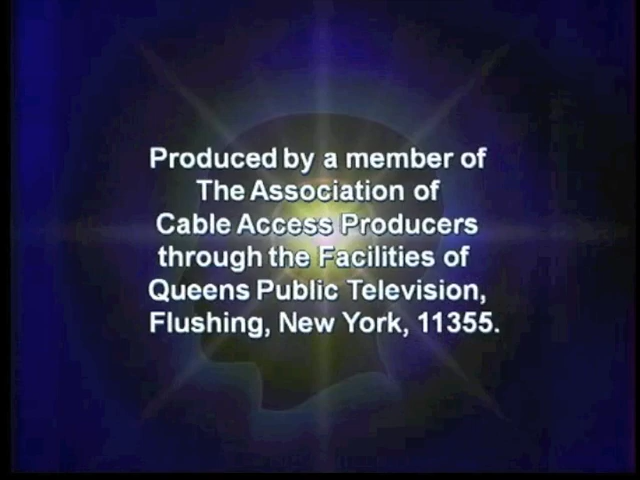 Produced by a member of
The Association of
Cable Access Producers
through the Facilities of
Queens Public Television,
Flushing, New York, 11355.